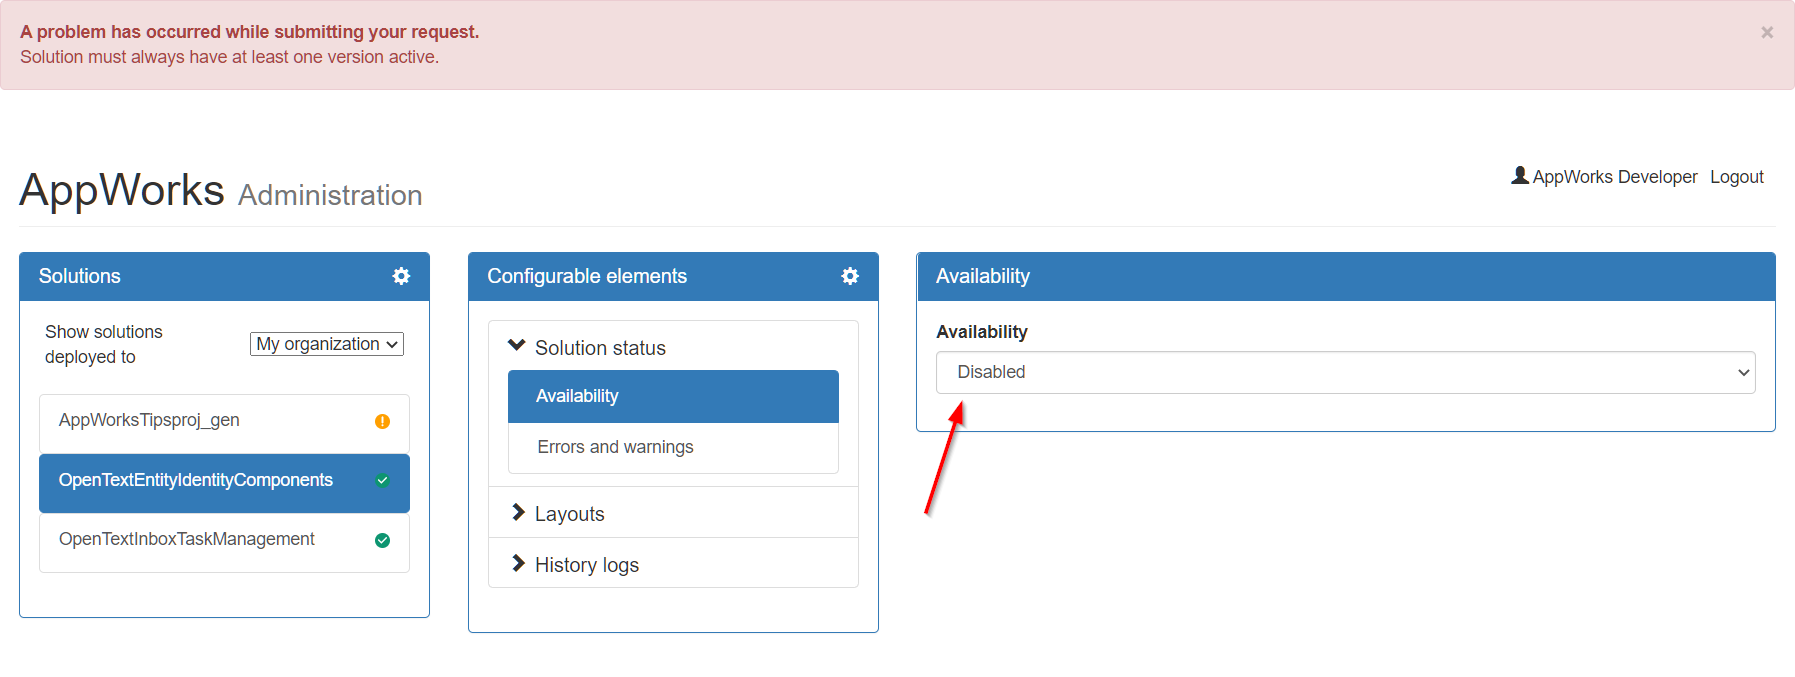 A problem has occurred while submitting your request.
Solution must always have at least one version active.
×
AppWorks Administration
AppWorks Developer Logout
Solutions
Show solutions
deployed to
My organization
AppWorksTipsproj_gen
OpenTextEntityIdentityComponents
OpenTextInboxTaskManagement
Configurable elements
Solution status
Availability
Errors and warnings
Layouts
History logs
Availability
Availability
Disabled